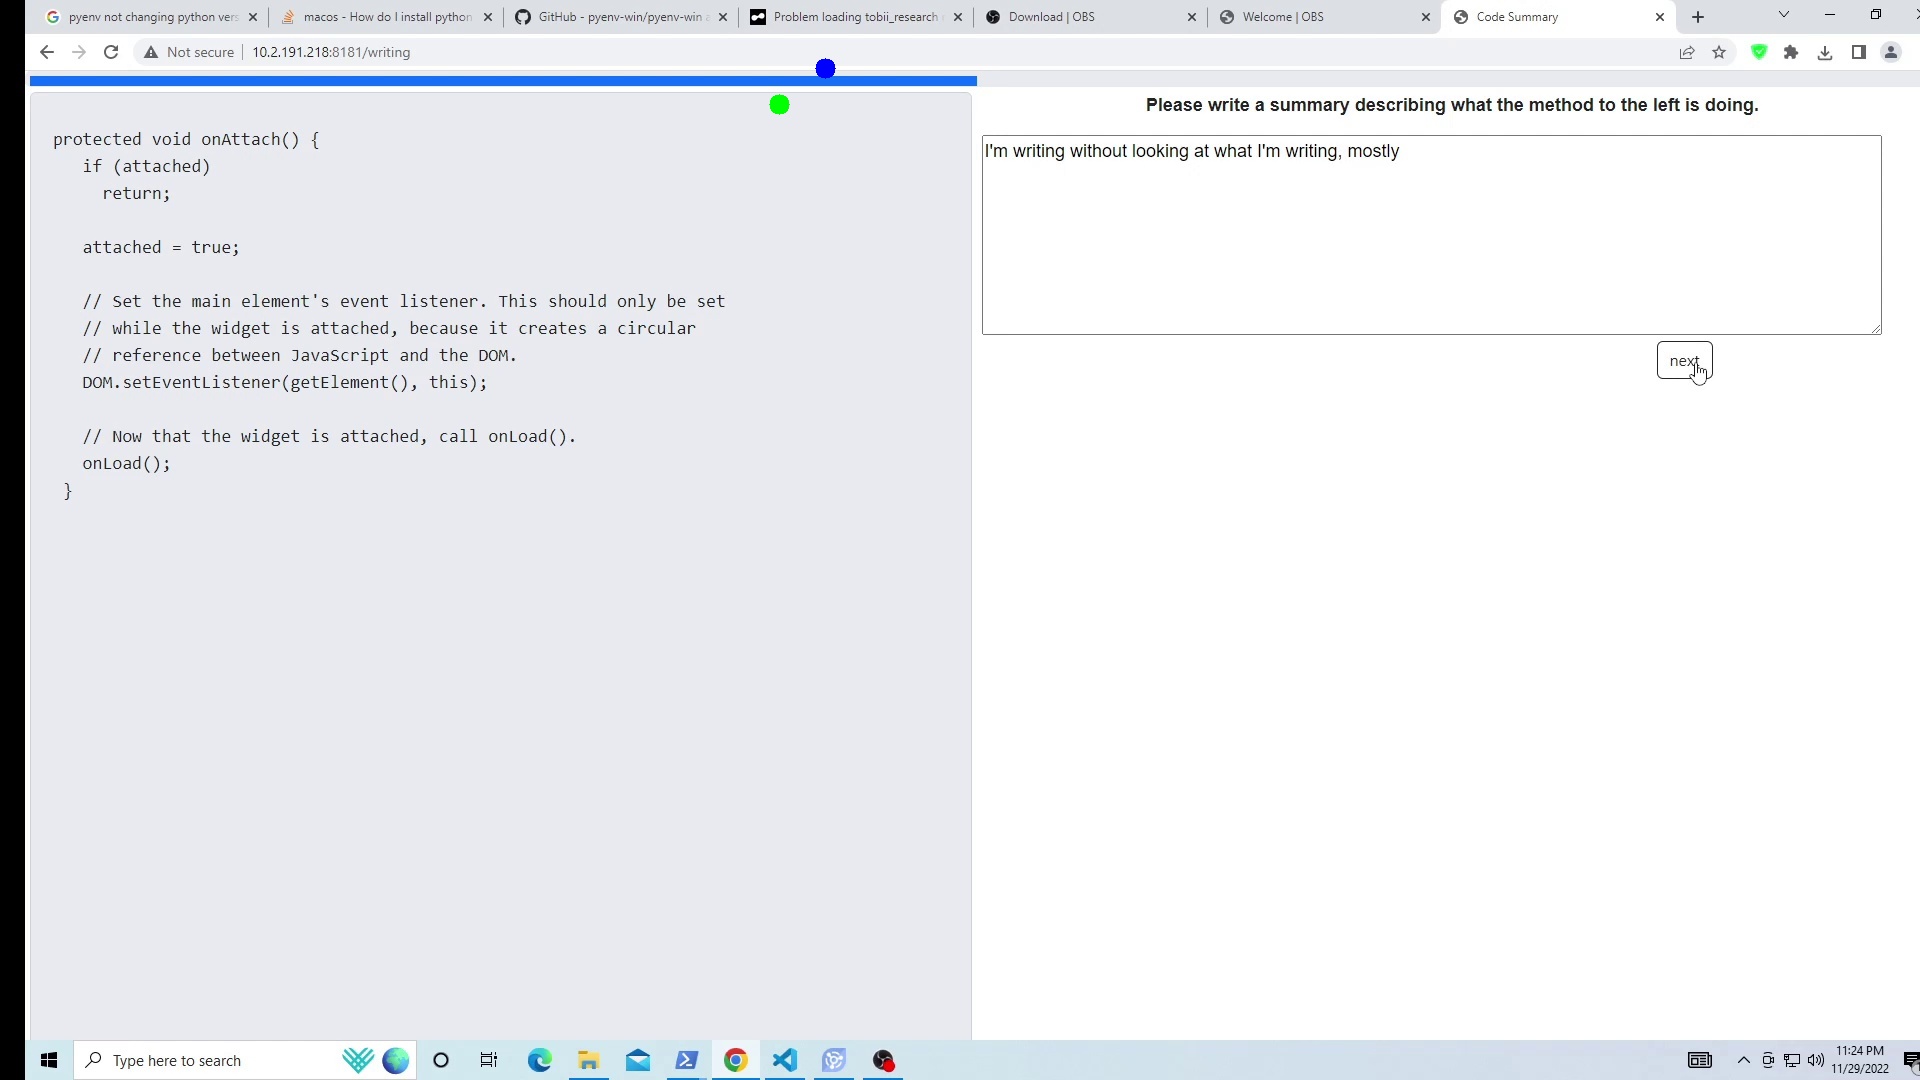 pyenv not changing python vers
macos - How do I install python
GitHub - pyenv-win/pyenv-win
Problem loading tobii_research
Download | OBS
Welcome | OBS
Code Summary
Not secure
10.2.191.218:8181/writing
protected void onAttach() {
if (attached)
return;
attached = true;
// Set the main element's event listener. This should only be set
// while the widget is attached, because it creates a circular
// reference between JavaScript and the DOM.
DOM.setEventListener(getElement(), this);
// Now that the widget is attached, call onLoad().
onLoad();
}
Please write a summary describing what the method to the left is doing.
I'm writing without looking at what I'm writing, mostly
next
Type here to search
11:24 PM
11/29/2022